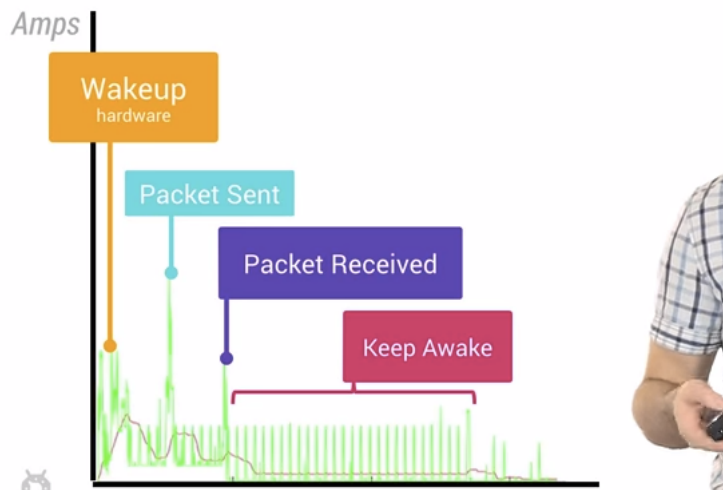 Amps
Wakeup
hardware
Packet Sent
Packet Received
Keep Awake